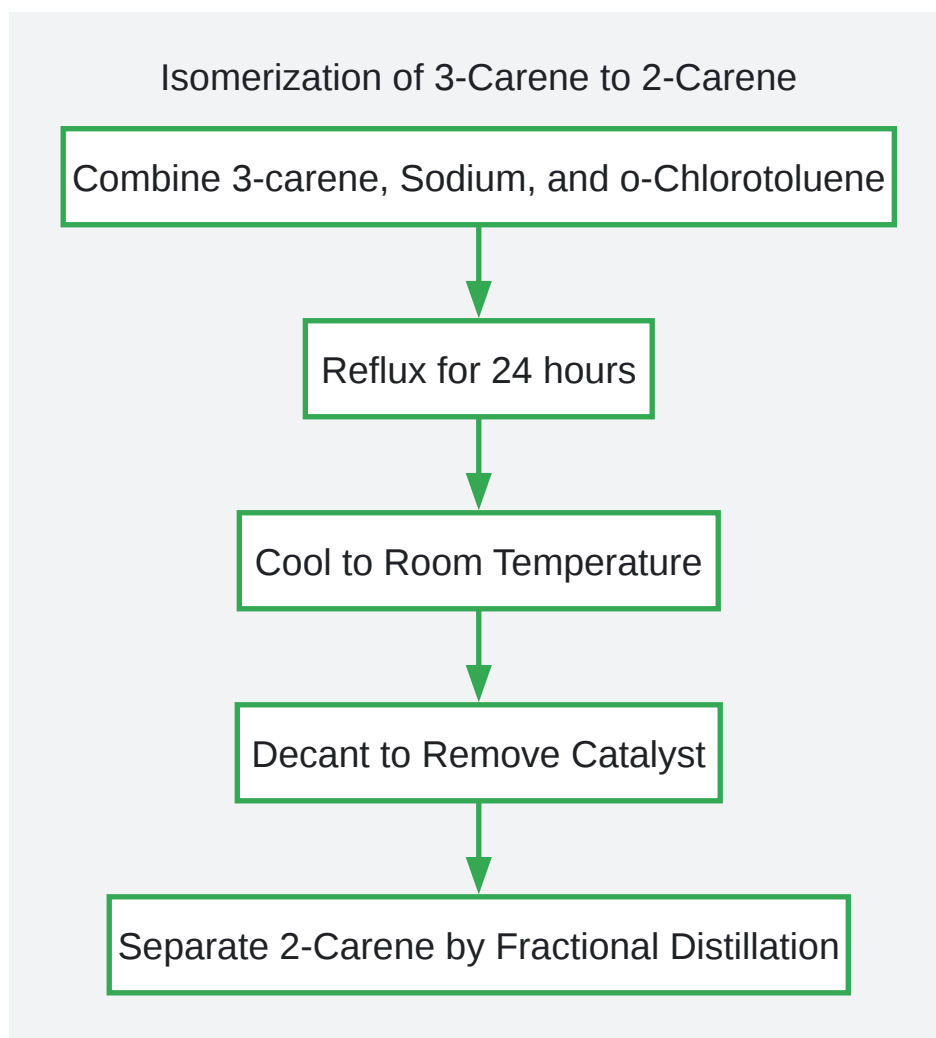 Isomerization of 3-Carene to 2-Carene
Combine 3-carene, Sodium, and o-Chlorotoluene
Reflux for 24 hours
Cool to Room Temperature
Decant to Remove Catalyst
Separate 2-Carene by Fractional Distillation